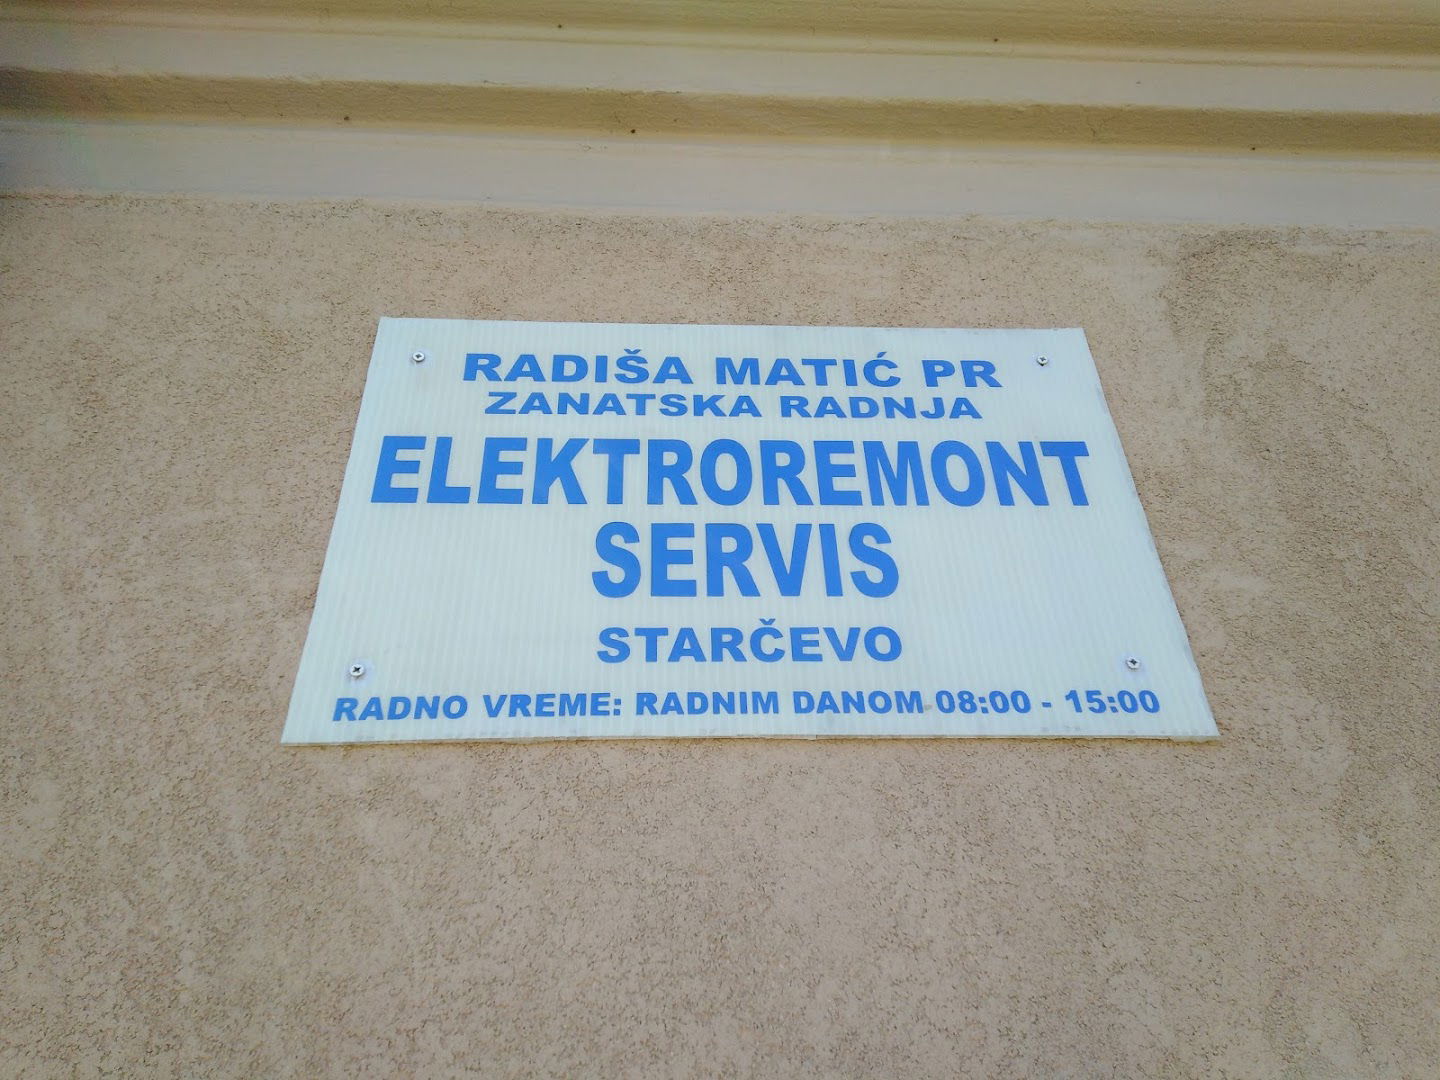 RADIŠA MATIĆ PR
ZANATSKA RADNJA
ELEKTROREMONT
SERVIS
STARČEVO
RADNO VREME: RADNIM DANOM 08:00 - 15:00